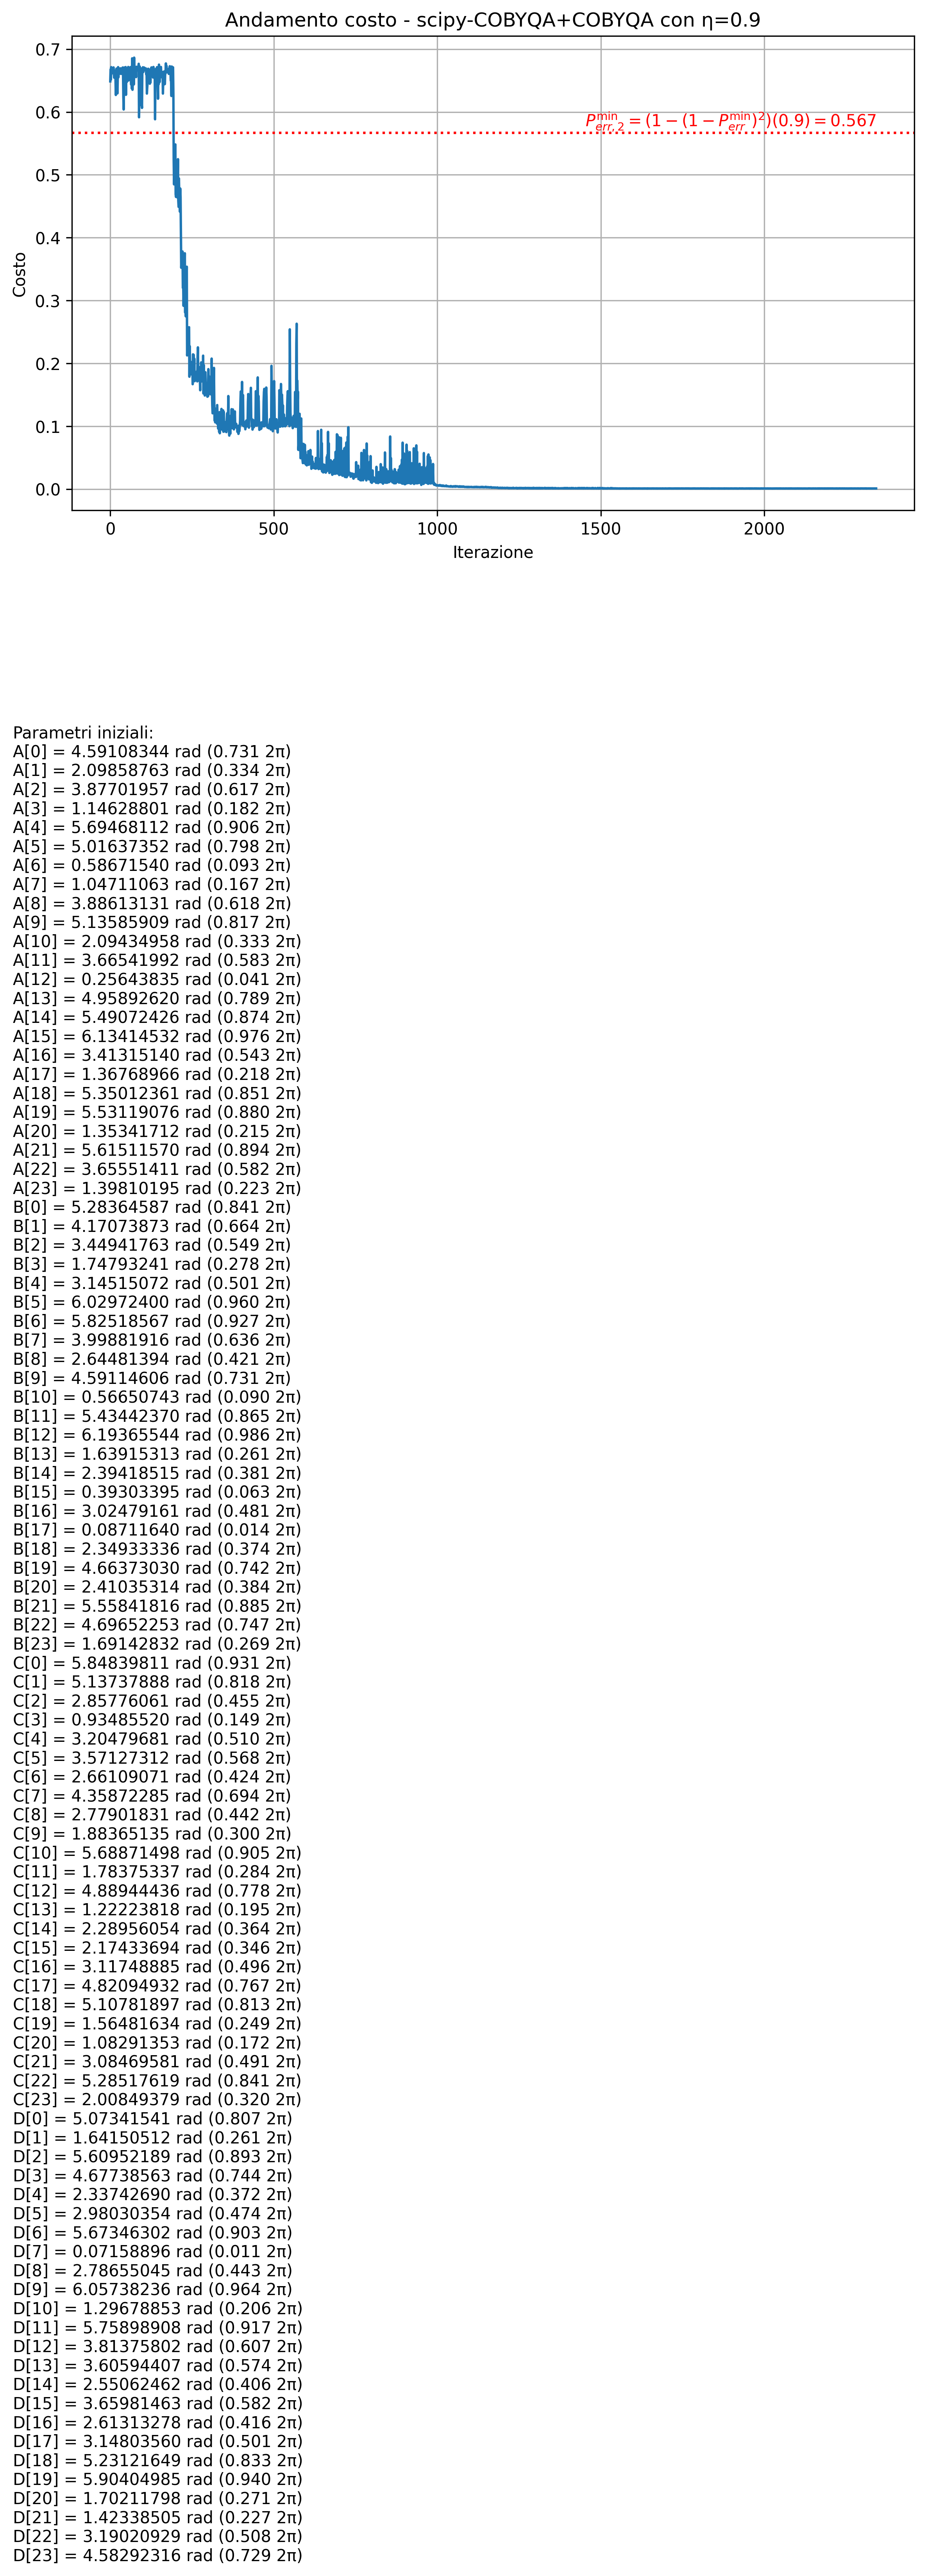 Andamento costo - scipy-COBYQA+COBYQA con η=0.9
0.7
0.6
0.5
0.4
0.3
0.2
0.1
0.0
Costo
P_{err,2}^{min} = (1 − (1 − P_{err}^{min})^2)(0.9) = 0.567
0 500 1000 1500 2000
Iterazione
Parametri iniziali:
A[0] = 4.59108344 rad (0.731 2π)
A[1] = 2.09858763 rad (0.334 2π)
A[2] = 3.87701957 rad (0.617 2π)
A[3] = 1.14628801 rad (0.182 2π)
A[4] = 5.69468112 rad (0.906 2π)
A[5] = 5.01637352 rad (0.798 2π)
A[6] = 0.58671540 rad (0.093 2π)
A[7] = 1.04711063 rad (0.167 2π)
A[8] = 3.88613131 rad (0.618 2π)
A[9] = 5.13585909 rad (0.817 2π)
A[10] = 2.09434958 rad (0.333 2π)
A[11] = 3.66541992 rad (0.583 2π)
A[12] = 0.25643835 rad (0.041 2π)
A[13] = 4.95892620 rad (0.789 2π)
A[14] = 5.49072426 rad (0.874 2π)
A[15] = 6.13414532 rad (0.976 2π)
A[16] = 3.41315140 rad (0.543 2π)
A[17] = 1.36768966 rad (0.218 2π)
A[18] = 5.35012361 rad (0.851 2π)
A[19] = 5.53119076 rad (0.880 2π)
A[20] = 1.35341712 rad (0.215 2π)
A[21] = 5.61511570 rad (0.894 2π)
A[22] = 3.65551411 rad (0.582 2π)
A[23] = 1.39810195 rad (0.223 2π)
B[0] = 5.28364587 rad (0.841 2π)
B[1] = 4.17073873 rad (0.664 2π)
B[2] = 3.44941763 rad (0.549 2π)
B[3] = 1.74793241 rad (0.278 2π)
B[4] = 3.14515072 rad (0.501 2π)
B[5] = 6.02972400 rad (0.960 2π)
B[6] = 5.82518567 rad (0.927 2π)
B[7] = 3.99881916 rad (0.636 2π)
B[8] = 2.64481394 rad (0.421 2π)
B[9] = 4.59114606 rad (0.731 2π)
B[10] = 0.56650743 rad (0.090 2π)
B[11] = 5.43442370 rad (0.865 2π)
B[12] = 6.19365544 rad (0.986 2π)
B[13] = 1.63915313 rad (0.261 2π)
B[14] = 2.39418515 rad (0.381 2π)
B[15] = 0.39303395 rad (0.063 2π)
B[16] = 3.02479161 rad (0.481 2π)
B[17] = 0.08711640 rad (0.014 2π)
B[18] = 2.34933336 rad (0.374 2π)
B[19] = 4.66373030 rad (0.742 2π)
B[20] = 2.41035314 rad (0.384 2π)
B[21] = 5.55841816 rad (0.885 2π)
B[22] = 4.69652253 rad (0.747 2π)
B[23] = 1.69142832 rad (0.269 2π)
C[0] = 5.84839811 rad (0.931 2π)
C[1] = 5.13737888 rad (0.818 2π)
C[2] = 2.85776061 rad (0.455 2π)
C[3] = 0.93485520 rad (0.149 2π)
C[4] = 3.20479681 rad (0.510 2π)
C[5] = 3.57127312 rad (0.568 2π)
C[6] = 2.66109071 rad (0.424 2π)
C[7] = 4.35872285 rad (0.694 2π)
C[8] = 2.77901831 rad (0.442 2π)
C[9] = 1.88365135 rad (0.300 2π)
C[10] = 5.68871498 rad (0.905 2π)
C[11] = 1.78375337 rad (0.284 2π)
C[12] = 4.88944436 rad (0.778 2π)
C[13] = 1.22223818 rad (0.195 2π)
C[14] = 2.28956054 rad (0.364 2π)
C[15] = 2.17433694 rad (0.346 2π)
C[16] = 3.11748885 rad (0.496 2π)
C[17] = 4.82094932 rad (0.767 2π)
C[18] = 5.10781897 rad (0.813 2π)
C[19] = 1.56481634 rad (0.249 2π)
C[20] = 1.08291353 rad (0.172 2π)
C[21] = 3.08469581 rad (0.491 2π)
C[22] = 5.28517619 rad (0.841 2π)
C[23] = 2.00849379 rad (0.320 2π)
D[0] = 5.07341541 rad (0.807 2π)
D[1] = 1.64150512 rad (0.261 2π)
D[2] = 5.60952189 rad (0.893 2π)
D[3] = 4.67738563 rad (0.744 2π)
D[4] = 2.33742690 rad (0.372 2π)
D[5] = 2.98030354 rad (0.474 2π)
D[6] = 5.67346302 rad (0.903 2π)
D[7] = 0.07158896 rad (0.011 2π)
D[8] = 2.78655045 rad (0.443 2π)
D[9] = 6.05738236 rad (0.964 2π)
D[10] = 1.29678853 rad (0.206 2π)
D[11] = 5.75898908 rad (0.917 2π)
D[12] = 3.81375802 rad (0.607 2π)
D[13] = 3.60594407 rad (0.574 2π)
D[14] = 2.55062462 rad (0.406 2π)
D[15] = 3.65981463 rad (0.582 2π)
D[16] = 2.61313278 rad (0.416 2π)
D[17] = 3.14803560 rad (0.501 2π)
D[18] = 5.23121649 rad (0.833 2π)
D[19] = 5.90404985 rad (0.940 2π)
D[20] = 1.70211798 rad (0.271 2π)
D[21] = 1.42338505 rad (0.227 2π)
D[22] = 3.19020929 rad (0.508 2π)
D[23] = 4.58292316 rad (0.729 2π)